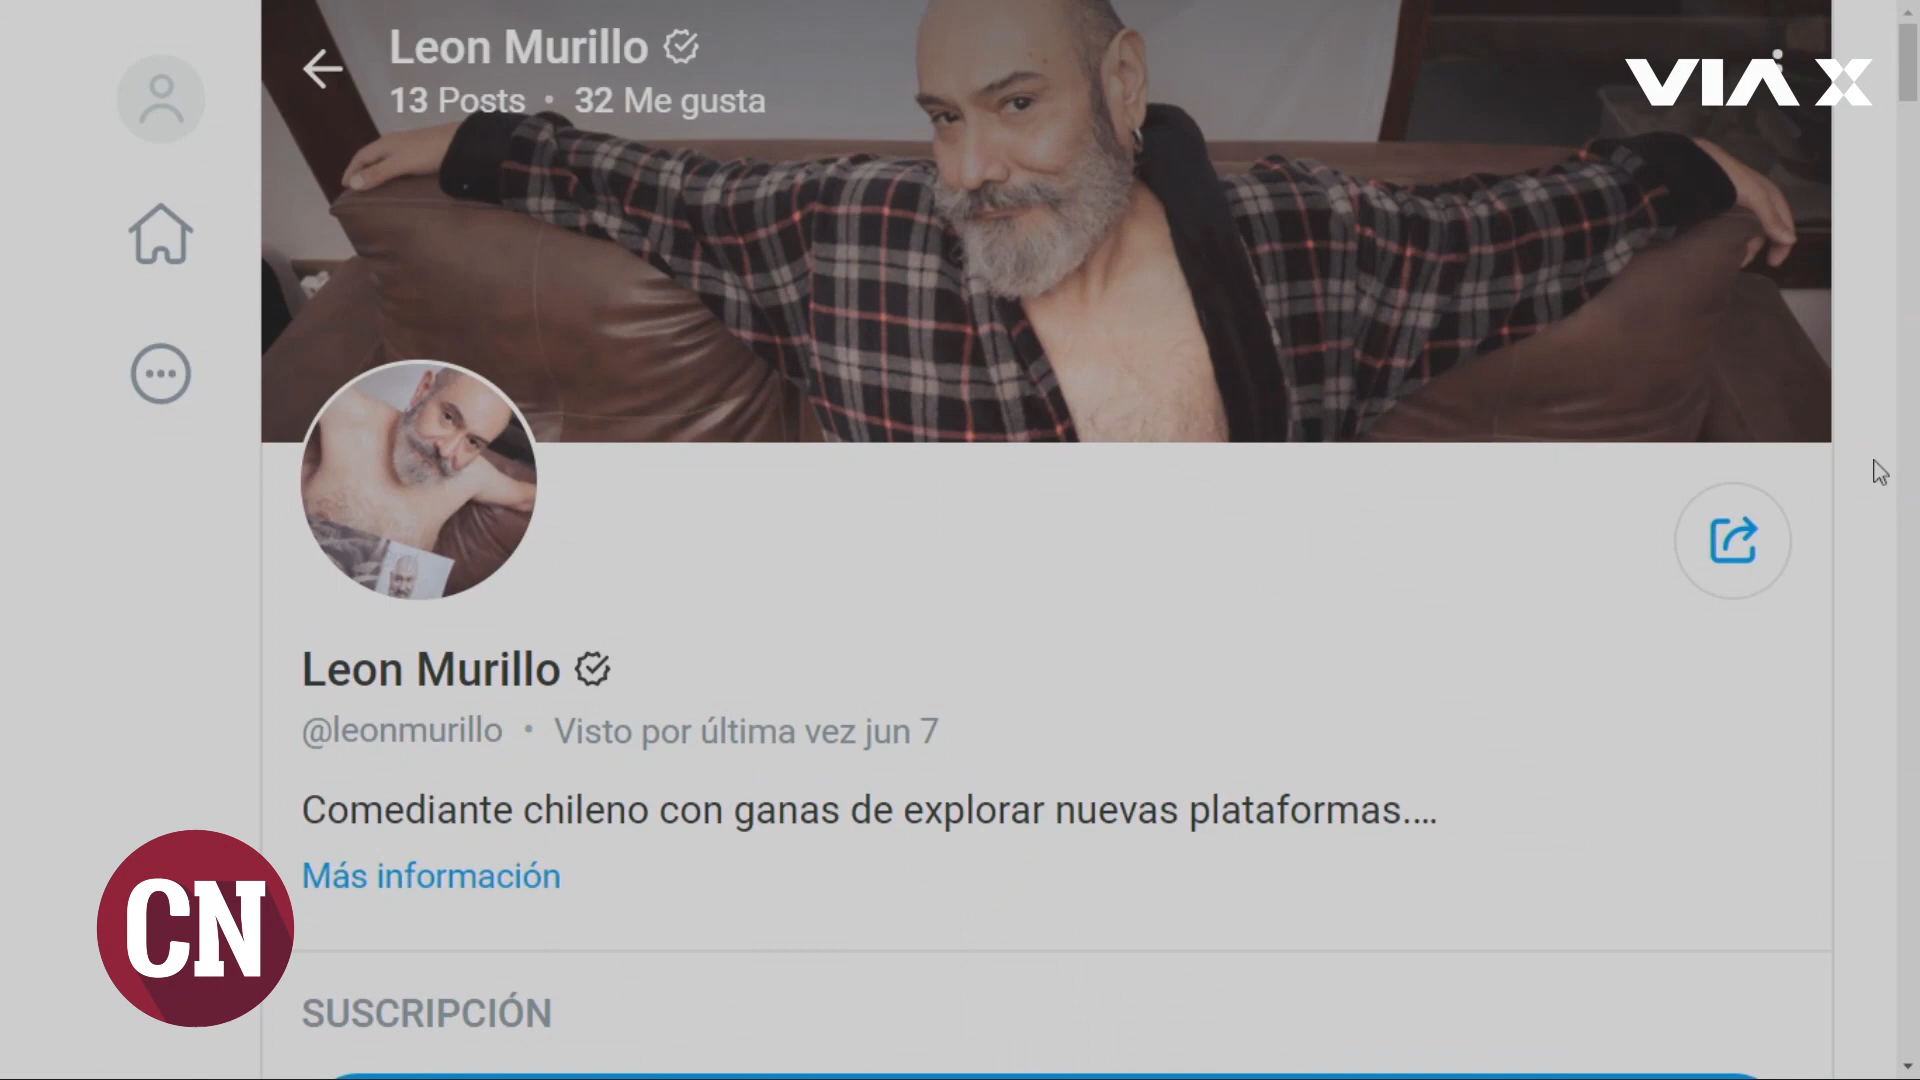 Leon Murillo
13 Posts • 32 Me gusta
VIA X
Leon Murillo
@leonmurillo • Visto por última vez jun 7
Comediante chileno con ganas de explorar nuevas plataformas....
Más información
CN
SUSCRIPCIÓN